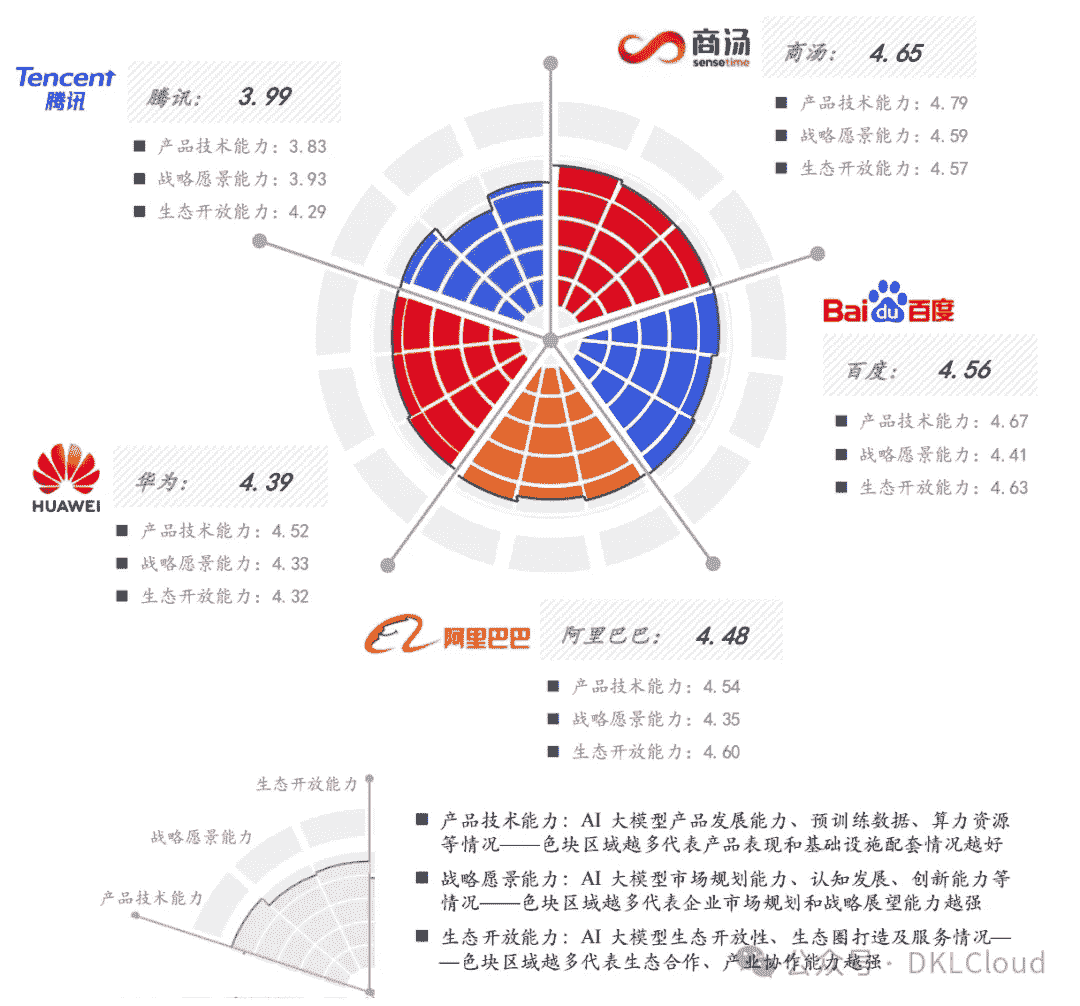 商汤
sensetime
商汤: 4.65
产品技术能力: 4.79
战略愿景能力: 4.59
生态开放能力: 4.57
Tencent
腾讯
腾讯: 3.99
产品技术能力: 3.83
战略愿景能力: 3.93
生态开放能力: 4.29
Bai du 百度
百度: 4.56
产品技术能力: 4.67
战略愿景能力: 4.41
生态开放能力: 4.63
HUAWEI
华为: 4.39
产品技术能力: 4.52
战略愿景能力: 4.33
生态开放能力: 4.32
阿里巴巴
阿里巴巴: 4.48
产品技术能力: 4.54
战略愿景能力: 4.35
生态开放能力: 4.60
生态开放能力
战略愿景能力
产品技术能力
产品技术能力: AI 大模型产品发展能力、预训练数据、算力资源
等情况——色块区域越多代表产品表现和基础设施配套情况越好
战略愿景能力: AI 大模型市场规划能力、认知发展、创新能力等
情况——色块区域越多代表企业市场规划和战略展望能力越强
生态开放能力: AI 大模型生态开放性、生态圈打造及服务情况—
—色块区域越多代表生态合作、产业协作能力越强
公众号 · DKLCloud